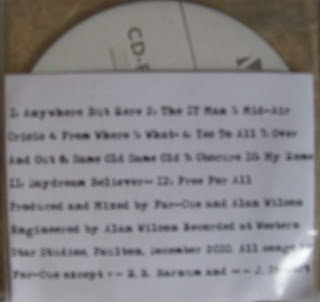 CD-R
1. Anywhere But Here 2. The IT Man 3. Mid-Air
Crisis 4. From Where 5. What- 6. Yes To All 7. Over
And Out 8. Same Old Same Old 9. Obscure 10. My Name
11. Daydream Believer-- 12. Free For All
Produced and Mixed by Far-Cue and Alan Wilson
Engineered by Alan Wilson Recorded at Western
Star Studios, December All songs by
Far-Cue except -- and --